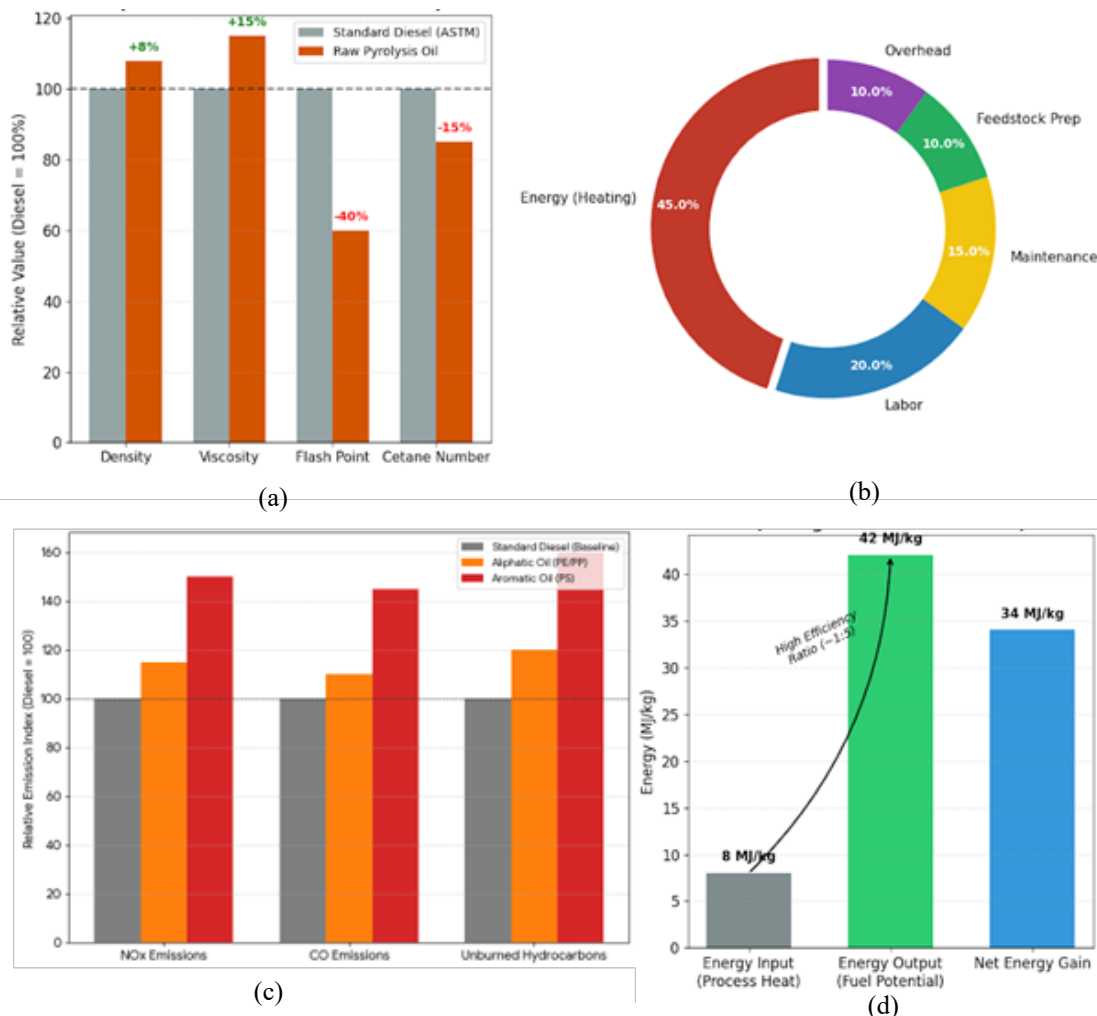 120
100
80
60
40
20
0
Relative Value (Diesel = 100%)
Standard Diesel (ASTM)
Raw Pyrolysis Oil
+8%
+15%
-40%
-15%
Density Viscosity Flash Point Cetane Number
(a)
Overhead
10.0%
Feedstock Prep
10.0%
Energy (Heating)
45.0%
Maintenance
15.0%
20.0%
Labor
(b)
160
140
120
100
80
60
40
20
0
Relative Emission Index (Diesel = 100)
Standard Diesel (Baseline)
Aliphatic Oil (PE/PP)
Aromatic Oil (PS)
NOx Emissions CO Emissions Unburned Hydrocarbons
(c)
42 MJ/kg
40
35
30
25
20
15
10
5
0
Energy (MJ/kg)
34 MJ/kg
High Efficiency
Ratio (~1:5)
8 MJ/kg
Energy Input
(Process Heat)
Energy Output
(Fuel Potential)
Net Energy Gain
(d)